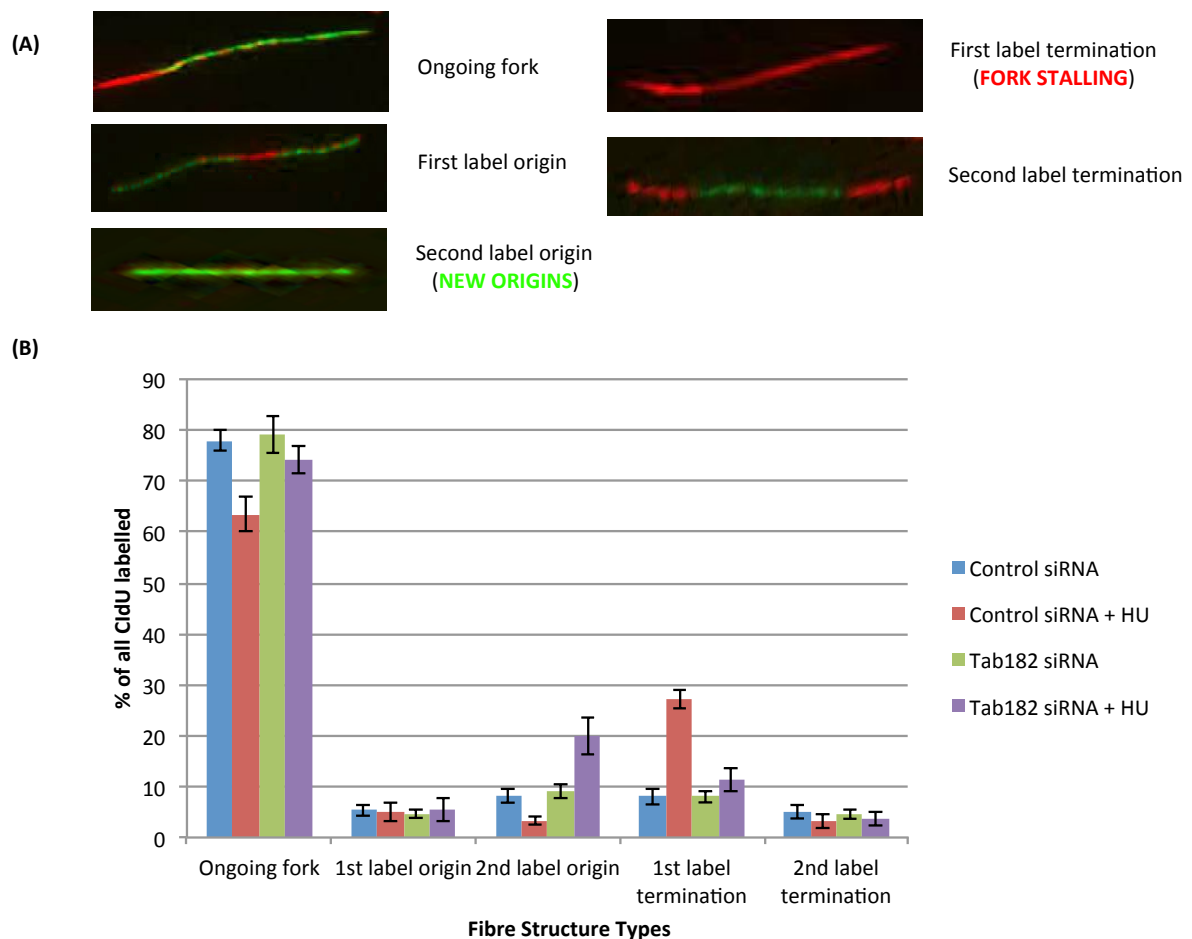 (A)
Ongoing fork
First label origin
Second label origin
(NEW ORIGINS)
First label termination
(FORK STALLING)
Second label termination
(B)
% of all CldU labelled
90
80
70
60
50
40
30
20
10
0
Ongoing fork
1st label origin
2nd label origin
1st label
termination
2nd label
termination
Fibre Structure Types
Control siRNA
Control siRNA + HU
Tab182 siRNA
Tab182 siRNA + HU